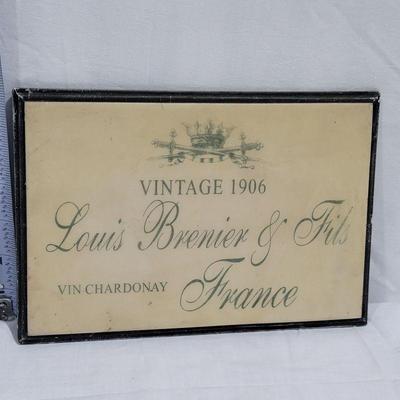 VINTAGE 1906
Louis Brenier & Fils
VIN CHARDONAY France